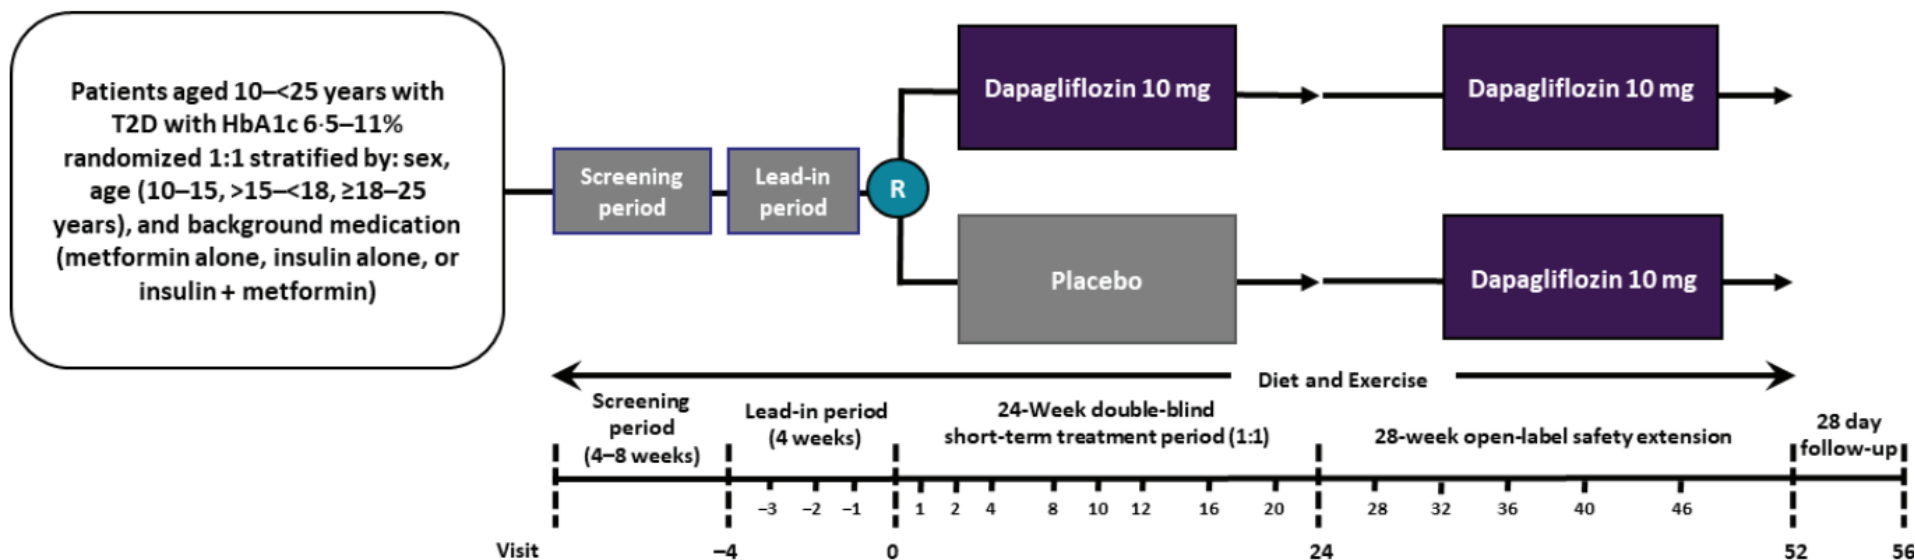 Patients aged 10–<25 years with
T2D with HbA1c 6·5–11%
randomized 1:1 stratified by: sex,
age (10–15, >15–<18, ≥18–25
years), and background medication
(metformin alone, insulin alone, or
insulin + metformin)
Screening
period
Lead-in
period
R
Dapagliflozin 10 mg
Dapagliflozin 10 mg
Placebo
Dapagliflozin 10 mg
Diet and Exercise
Screening
period
(4–8 weeks)
Lead-in period
(4 weeks)
24-Week double-blind
short-term treatment period (1:1)
28-week open-label safety extension
28 day
follow-up
−3 −2 −1 1 2 4 8 10 12 16 20 28 32 36 40 46
Visit −4 0 24 52 56